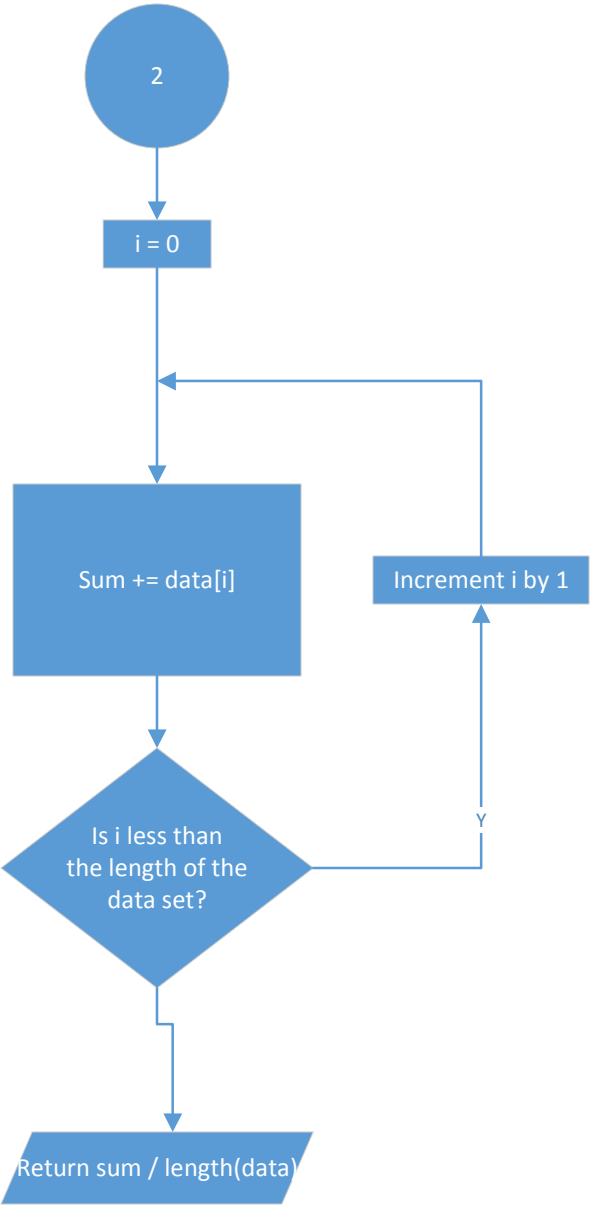 2
i = 0
Sum += data[i]
Increment i by 1
Y
Is i less than
the length of the
data set?
Return sum / length(data)